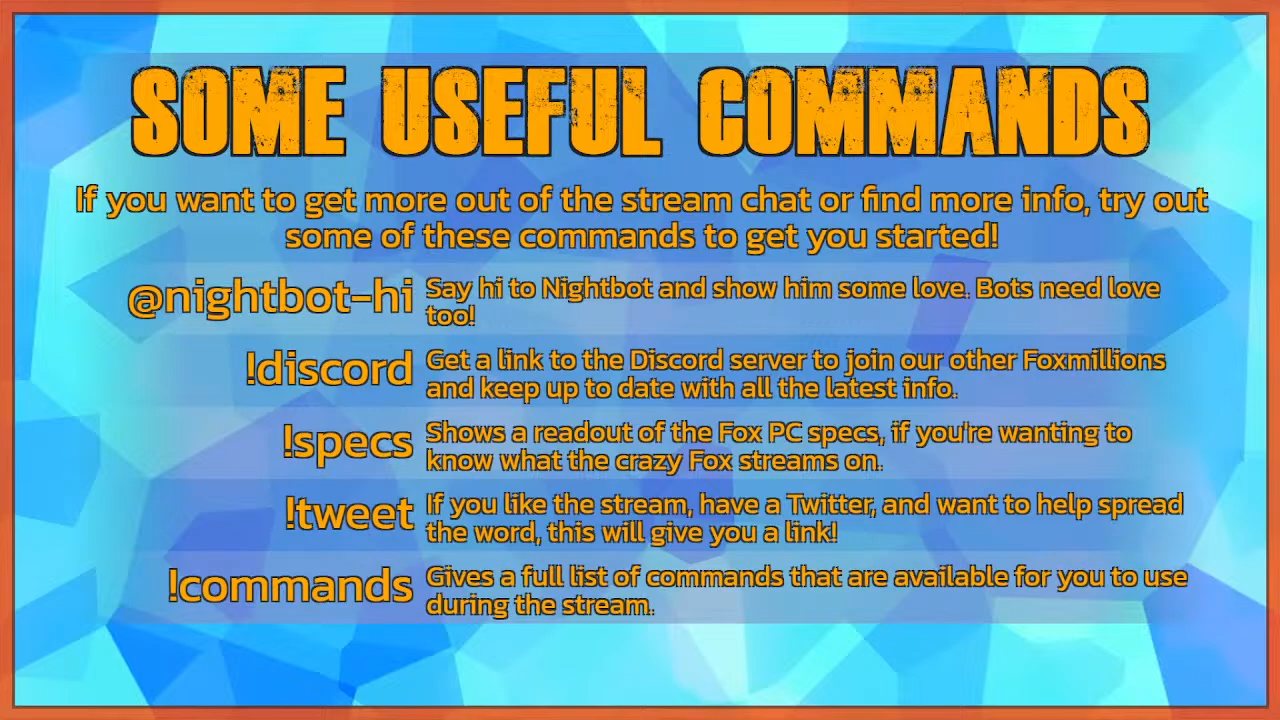 SOME USEFUL COMMANDS
If you want to get more out of the stream chat or find more info, try out
some of these commands to get you started!
@nightbot-hi
Say hi to Nightbot and show him some love. Bots need love
too!
!discord
Get a link to the Discord server to join our other Foxmillions
and keep up to date with all the latest info.
!specs
Shows a readout of the Fox PC specs, if you're wanting to
know what the crazy Fox streams on.
!tweet
If you like the stream, have a Twitter, and want to help spread
the word, this will give you a link!
!commands
Gives a full list of commands that are available for you to use
during the stream.